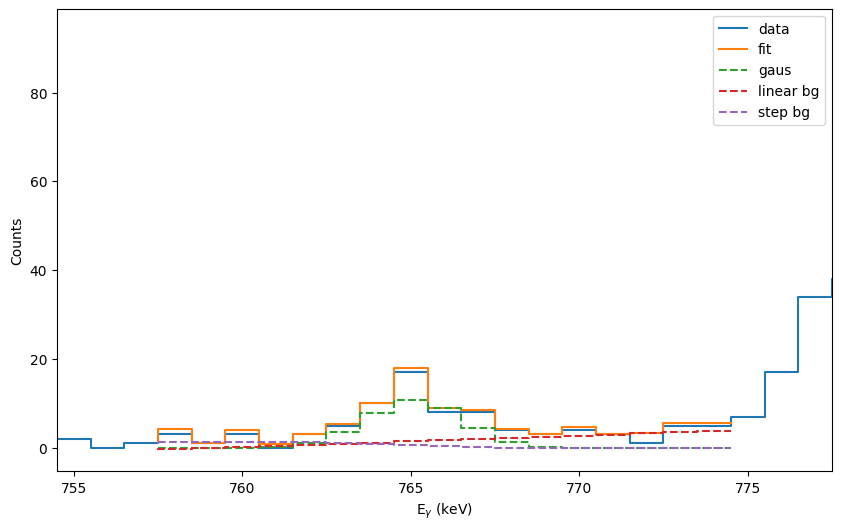 data
fit
gaus
linear bg
step bg
80
60
40
20
0
Counts
755
760
765
770
775
Eγ (keV)